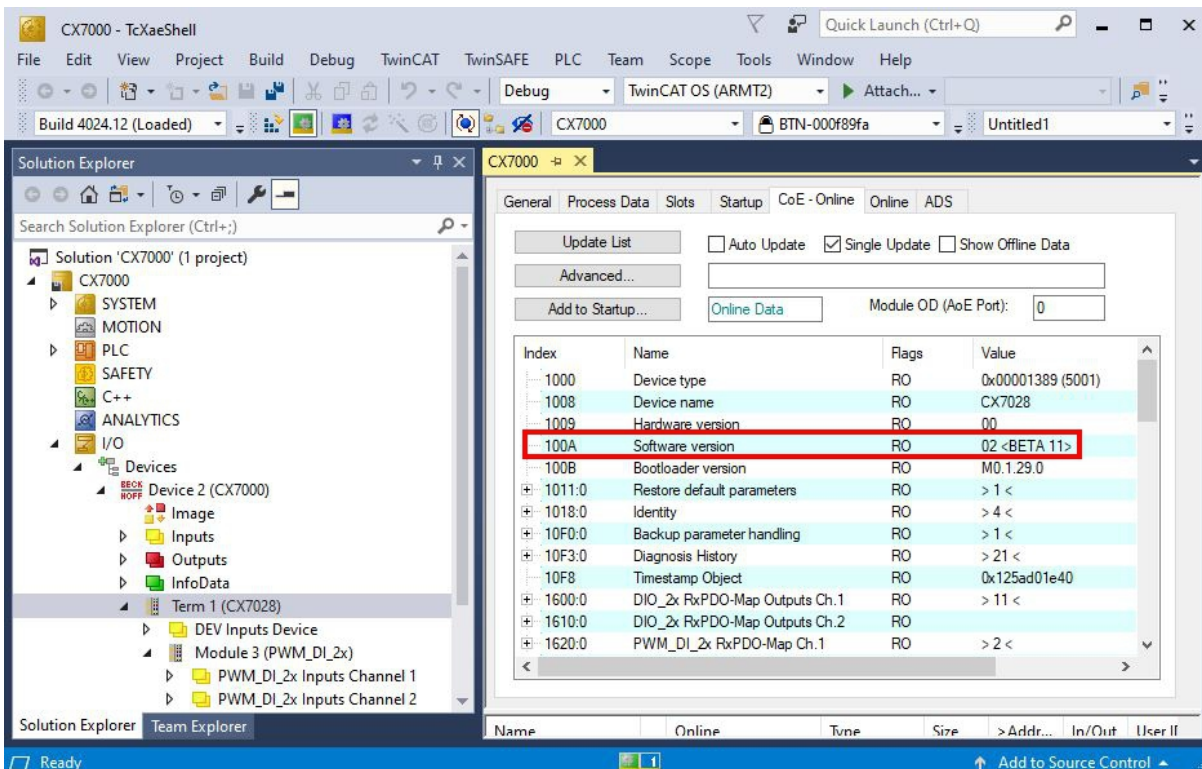 CX7000 - TcXaeShell
Quick Launch (Ctrl+Q)
File Edit View Project Build Debug TwinCAT TwinSAFE PLC Team Scope Tools Window Help
Debug TwinCAT OS (ARMT2) Attach...
Build 4024.12 (Loaded) CX7000 BTN-000f89fa Untitled1
Solution Explorer
Search Solution Explorer (Ctrl+;)
Solution 'CX7000' (1 project)
CX7000
SYSTEM
MOTION
PLC
SAFETY
C++
ANALYTICS
I/O
Devices
BECKHOFF Device 2 (CX7000)
Image
Inputs
Outputs
InfoData
Term 1 (CX7028)
DEV Inputs Device
Module 3 (PWM_DI_2x)
PWM_DI_2x Inputs Channel 1
PWM_DI_2x Inputs Channel 2
Solution Explorer Team Explorer
CX7000
General Process Data Slots Startup CoE - Online Online ADS
Update List Auto Update Single Update Show Offline Data
Advanced...
Add to Startup... Online Data Module OD (AoE Port): 0
Index Name Flags Value
1000 Device type RO 0x00001389 (5001)
1008 Device name RO CX7028
1009 Hardware version RO 00
100A Software version RO 02 <BETA 11>
100B Bootloader version RO M0.1.29.0
1011:0 Restore default parameters RO > 1 <
1018:0 Identity RO > 4 <
10F0:0 Backup parameter handling RO > 1 <
10F3:0 Diagnosis History RO > 21 <
10F8 Timestamp Object RO 0x125ad01e40
1600:0 DIO_2x RxPDO-Map Outputs Ch.1 RO > 11 <
1610:0 DIO_2x RxPDO-Map Outputs Ch.2 RO
1620:0 PWM_DI_2x RxPDO-Map Ch.1 RO > 2 <
Name Online Type Size >Addr... In/Out User II
Ready 1 Add to Source Control